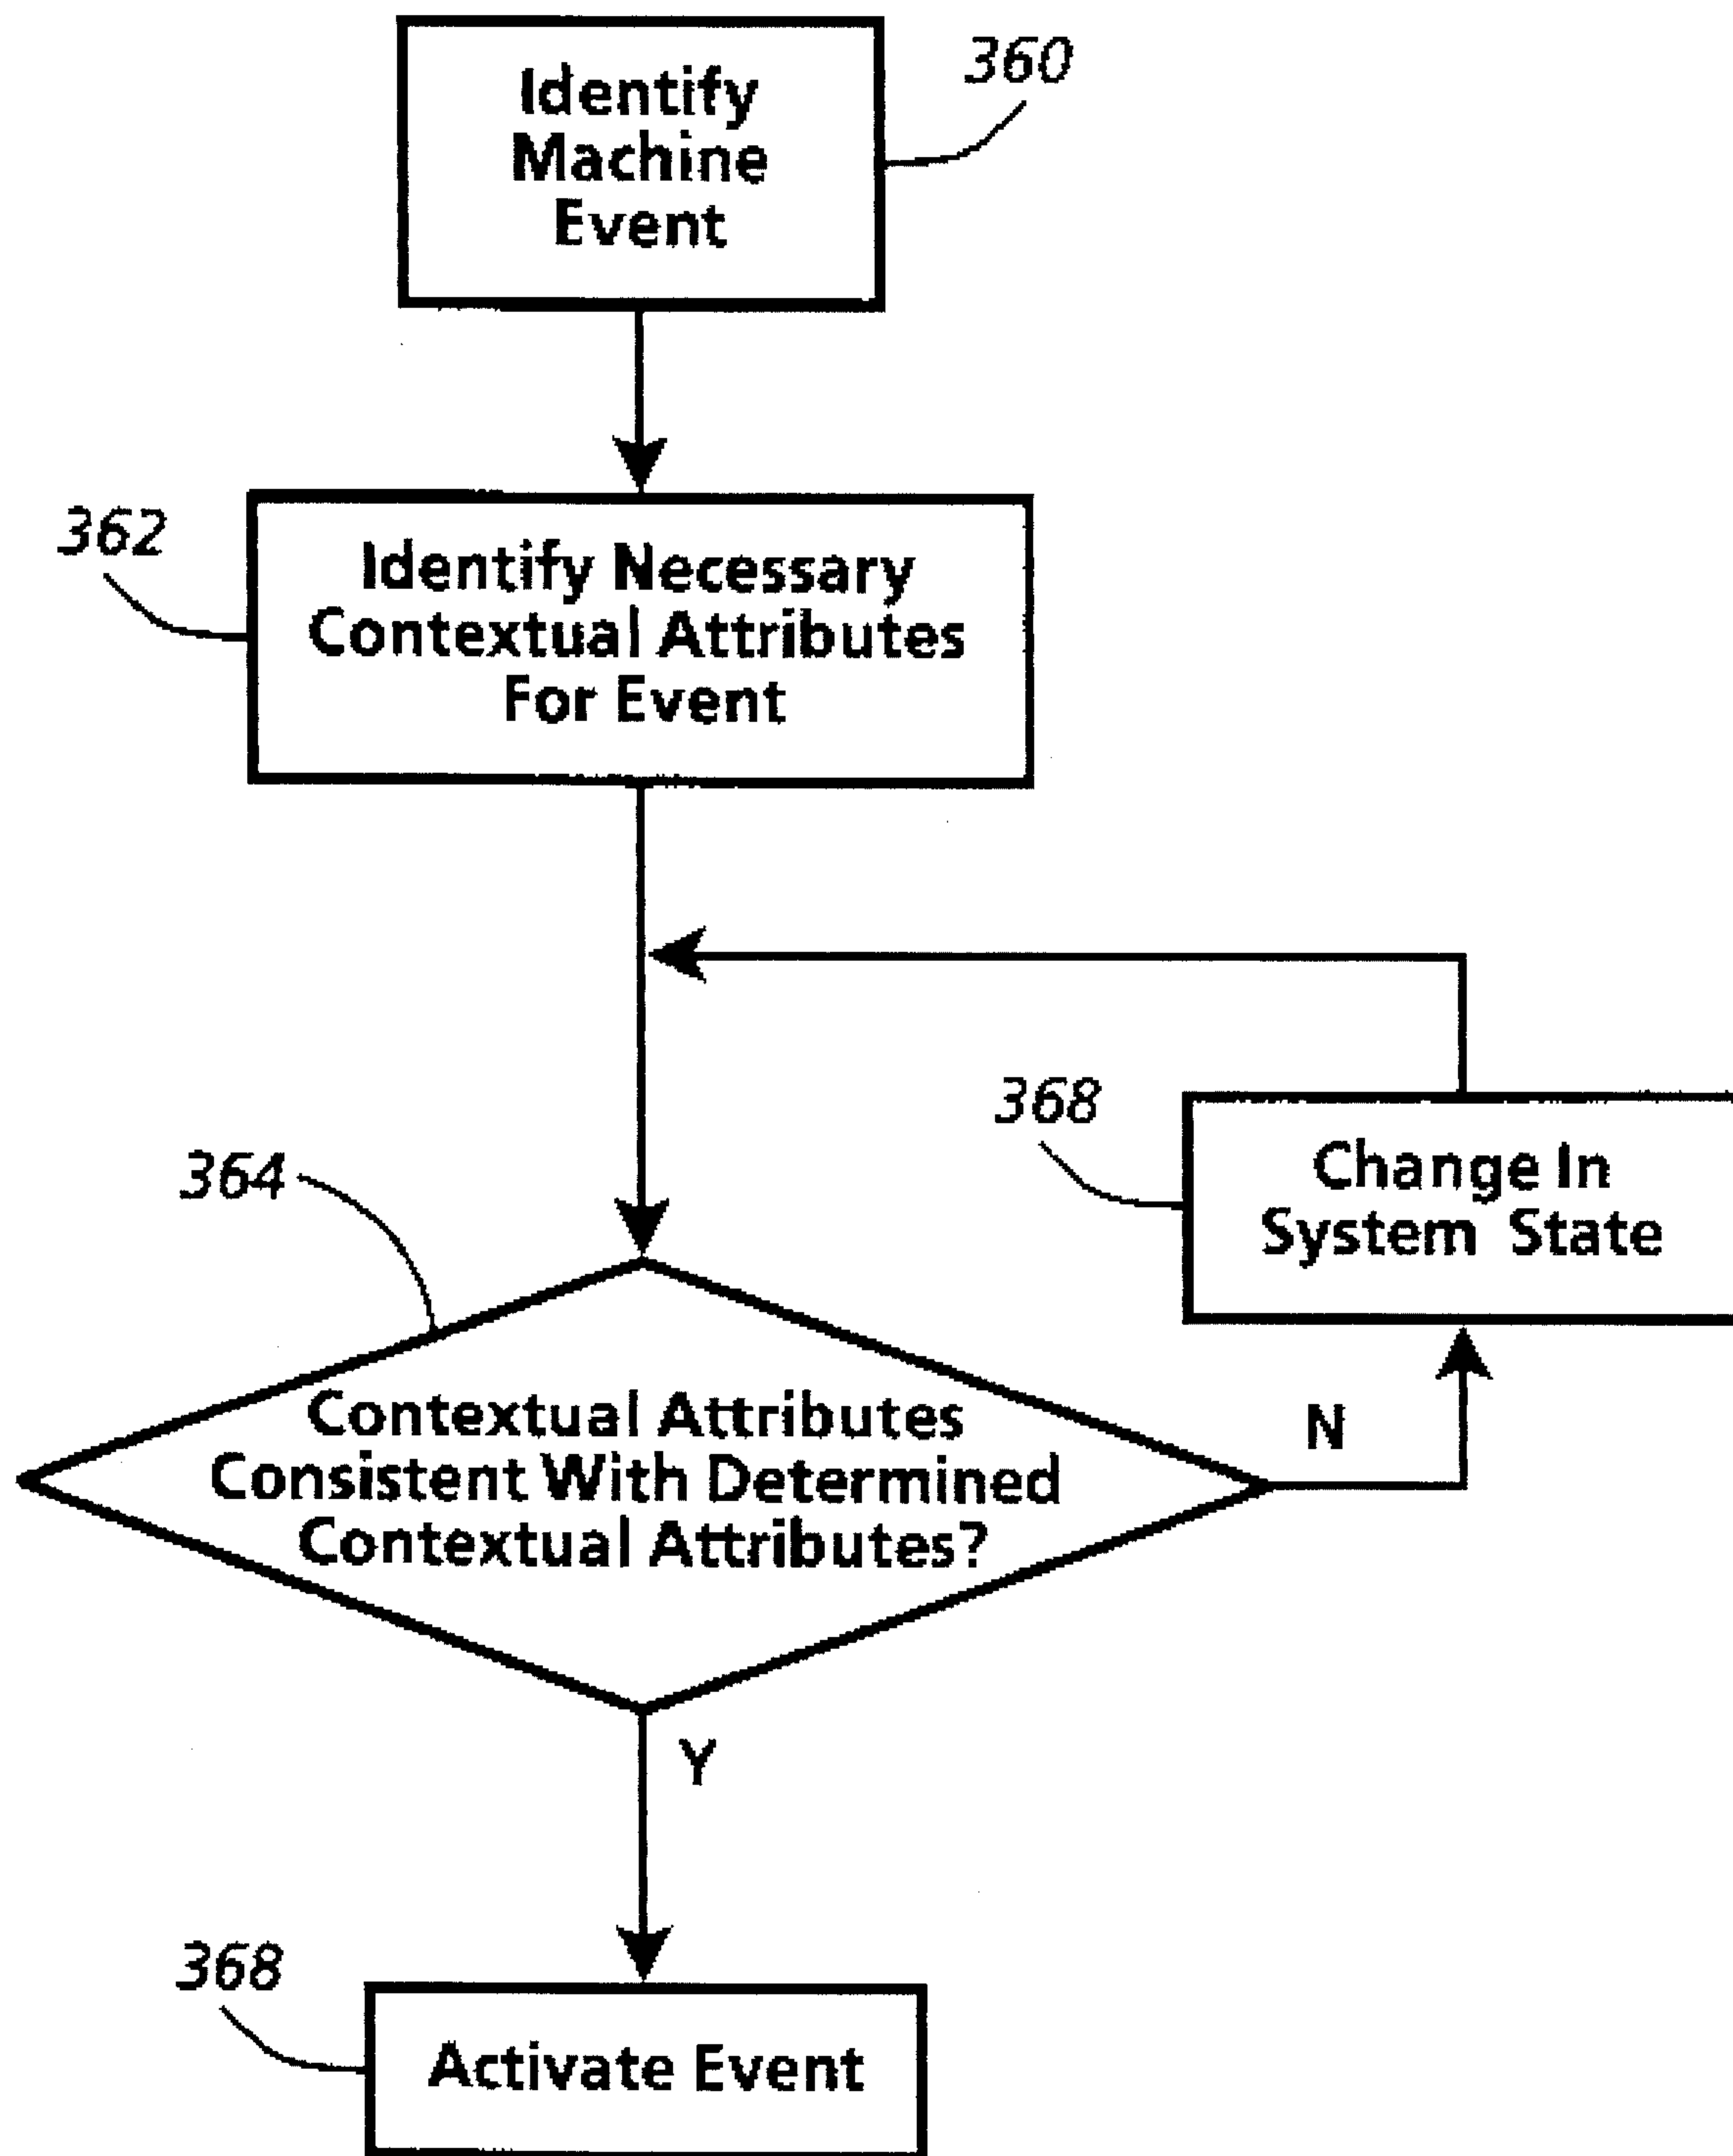 Identify
Machine
Event
360
362
Identify Necessary
Contextual Attributes
For Event
368
Change In
System State
364
Contextual Attributes
Consistent With Determined
Contextual Attributes?
N
Y
368
Activate Event